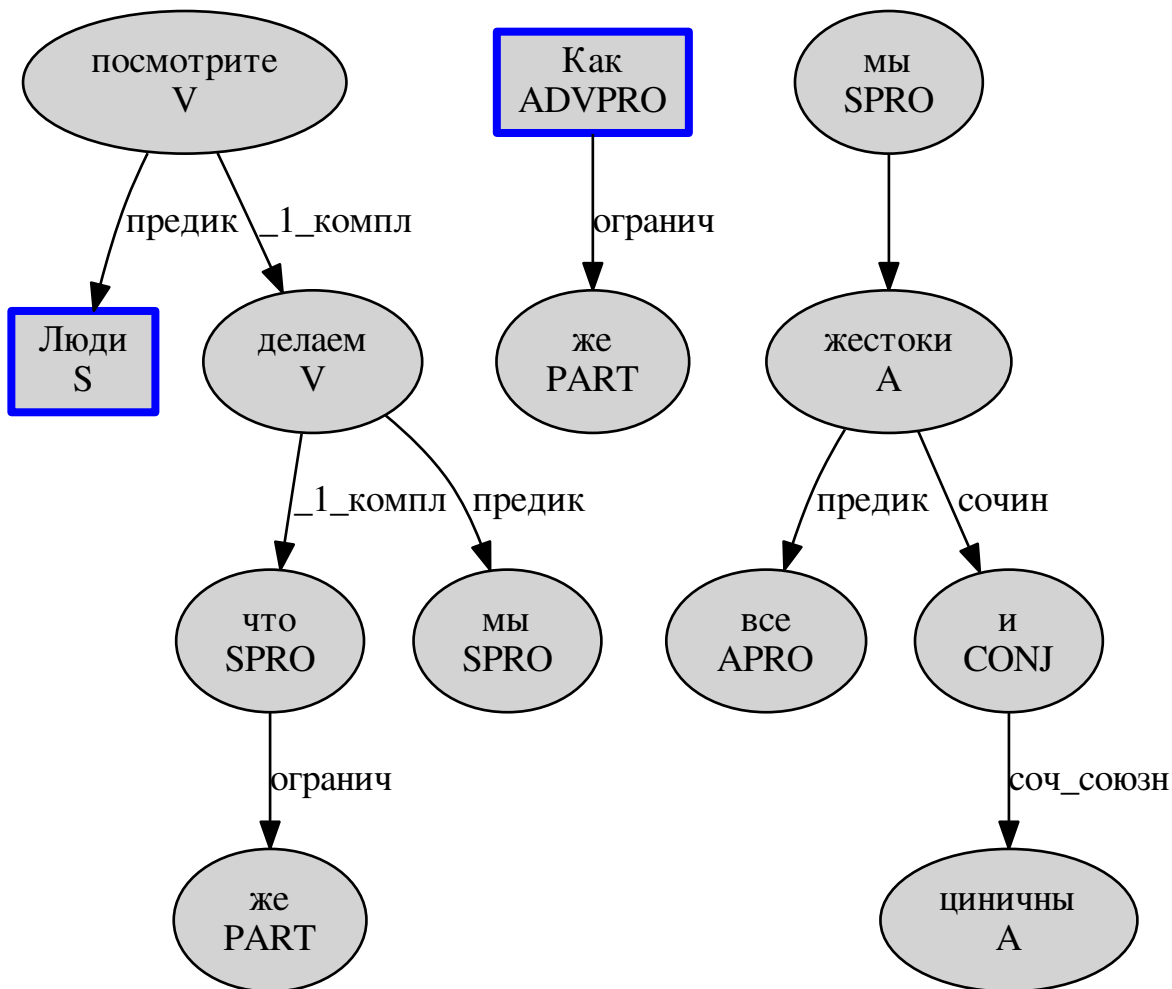 посмотрите
V
Как
ADVPRO
мы
SPRO
предик
_1_компл
огранич
Люди
S
делаем
V
же
PART
жестоки
A
_1_компл
предик
предик
сочин
что
SPRO
мы
SPRO
все
APRO
и
CONJ
огранич
соч_союзн
же
PART
циничны
A